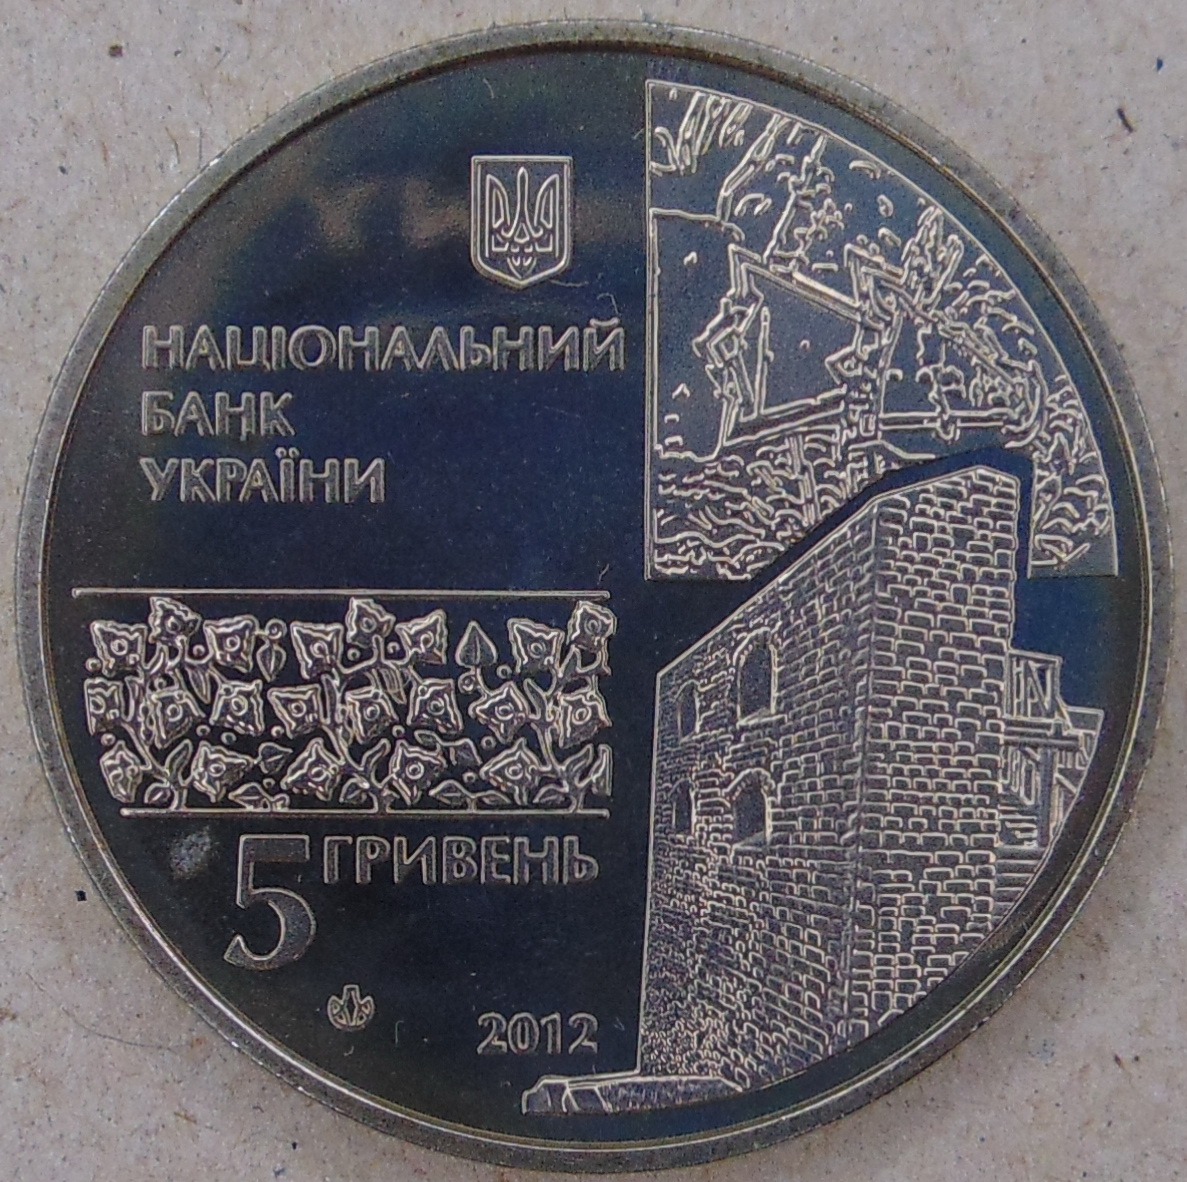 НАЦІОНАЛЬНИЙ
БАНК
УКРАЇНИ
5 ГРИВЕНЬ
2012